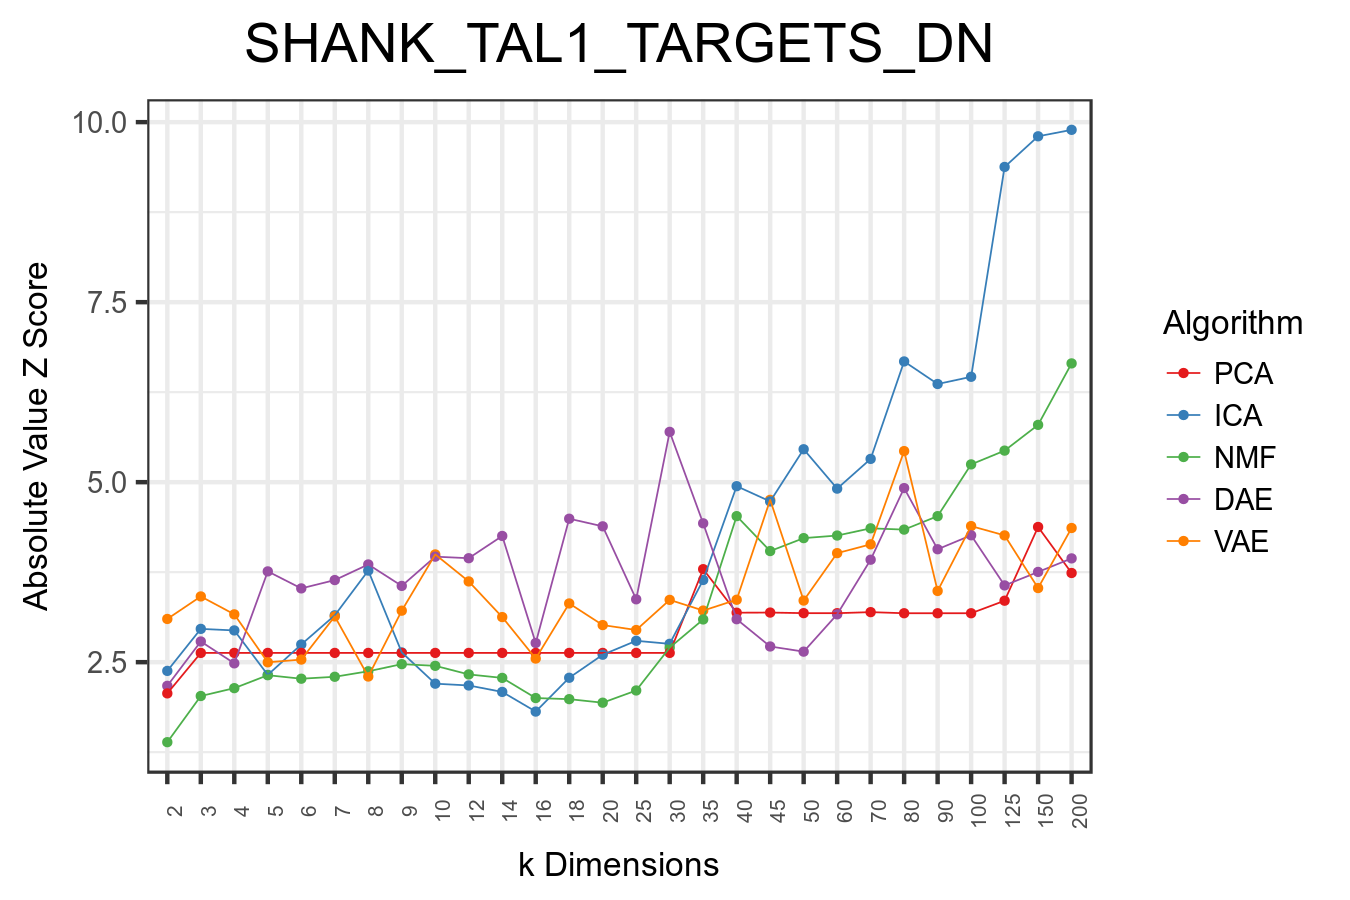 SHANK_TAL1_TARGETS_DN
Absolute Value Z Score
10.0
7.5
5.0
2.5
2 3 4 5 6 7 8 9 10 12 14 16 18 20 25 30 35 40 45 50 60 70 80 90 100 125 150 200
k Dimensions
Algorithm
PCA
ICA
NMF
DAE
VAE